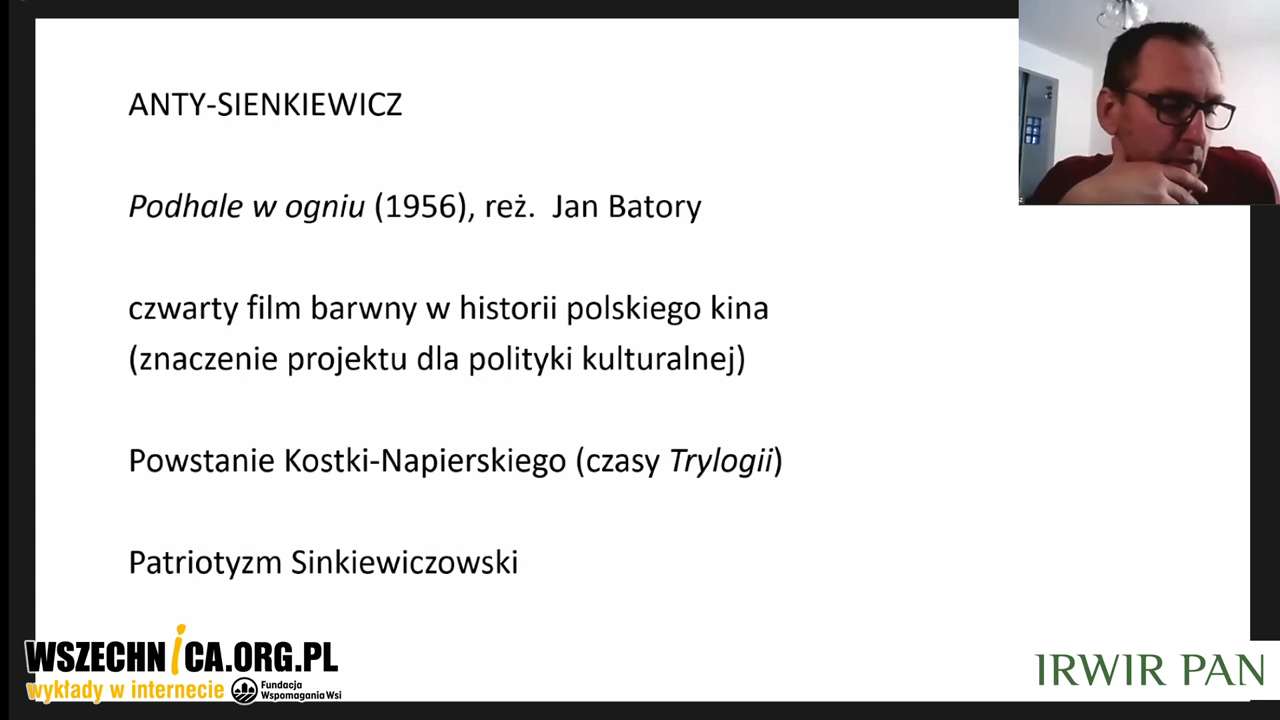 ANTY-SIENKIEWICZ
Podhale w ogniu (1956), reż. Jan Batory
czwarty film barwny w historii polskiego kina
(znaczenie projektu dla polityki kulturalnej)
Powstanie Kostki-Napierskiego (czasy Trylogii)
Patriotyzm Sinkiewiczowski
WSZECHNiCA.ORG.PL
wykłady w internecie
Fundacja
Wspomagania Wsi
IRWIR PAN